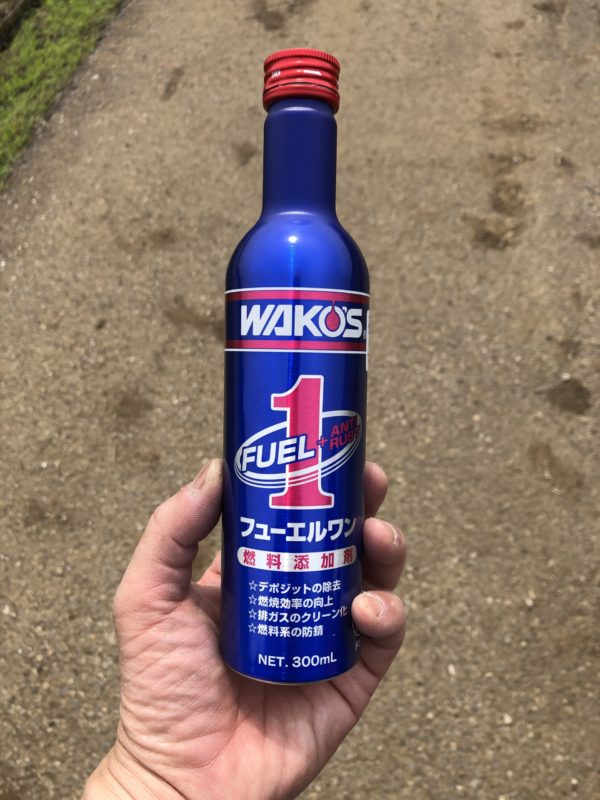 WAKO'S
1
FUEL + ANTI
RUST
フューエルワン
燃料添加剤
☆デポジットの除去
☆燃焼効率の向上
☆排ガスのクリーン化
☆燃料系の防錆
NET. 300mL